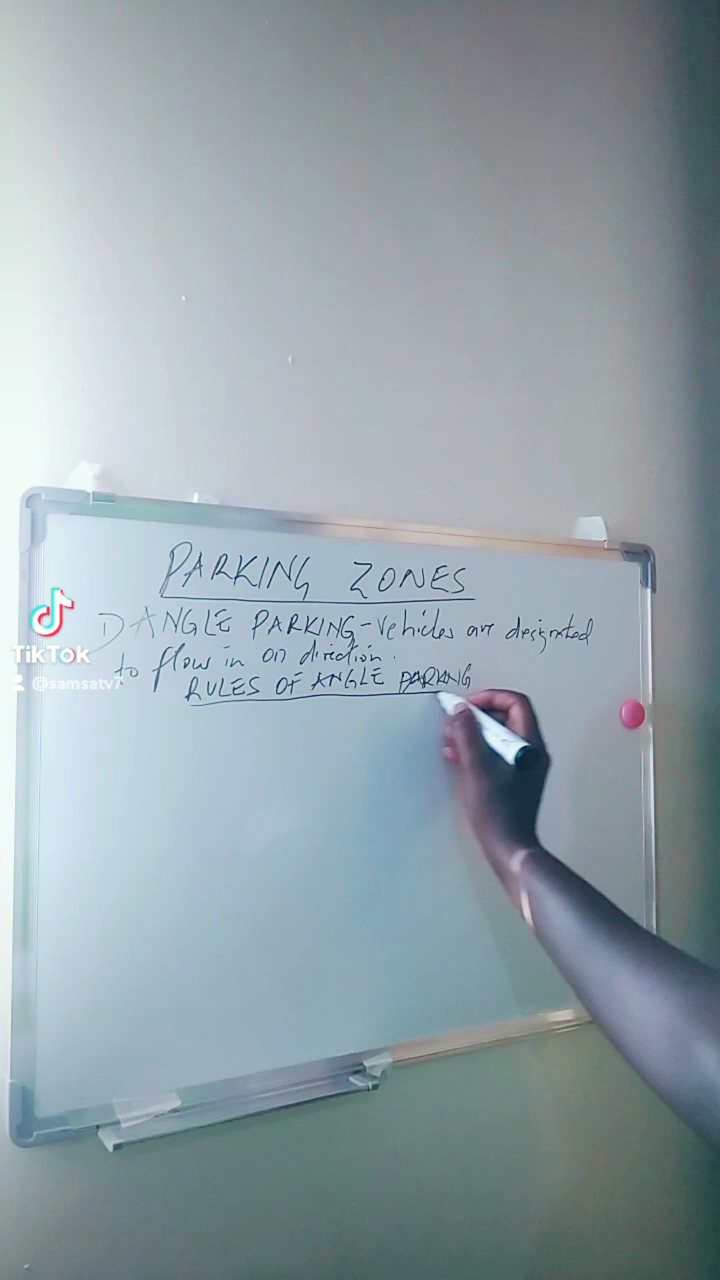 PARKING ZONES
1) ANGLE PARKING - Vehicles are designated
to flow in on direction.
RULES OF ANGLE PARKING
TikTok
@samsatv7